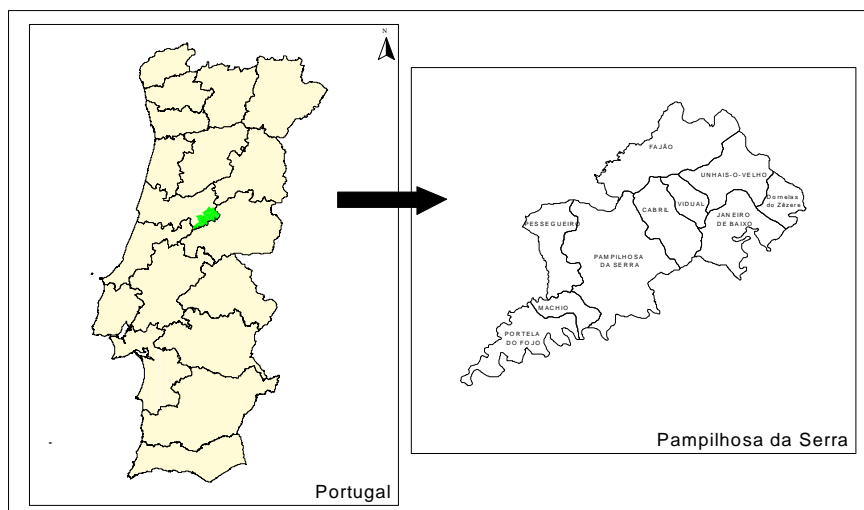 N
Portugal
FAJÃO
UNHAIS-O-VELHO
Dornelas
do Zêzere
VIDUAL
CABRIL
JANEIRO
DE BAIXO
PESSEGUEIRO
PAMPILHOSA
DA SERRA
MACHIO
PORTELA
DO FOJO
Pampilhosa da Serra